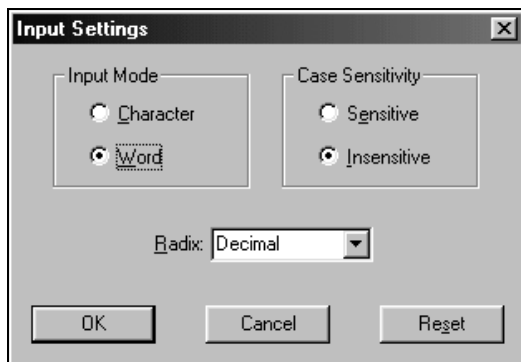 Input Settings
Input Mode
Case Sensitivity
Character
Sensitive
Word
Insensitive
Radix: Decimal
OK Cancel Reset